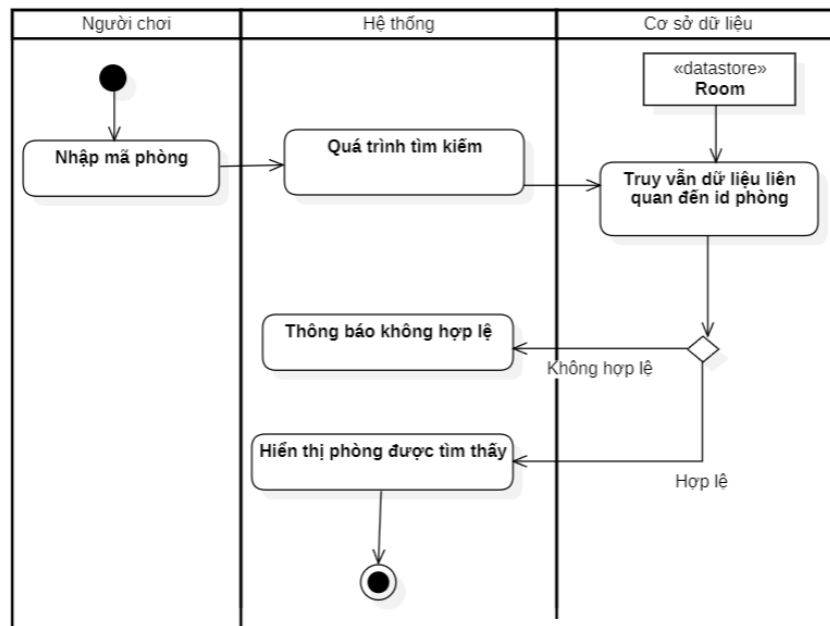 Người chơi
Hệ thống
Cơ sở dữ liệu
«datastore»
Room
Nhập mã phòng
Quá trình tìm kiếm
Truy vẫn dữ liệu liên
quan đến id phòng
Thông báo không hợp lệ
Không hợp lệ
Hiển thị phòng được tìm thấy
Hợp lệ